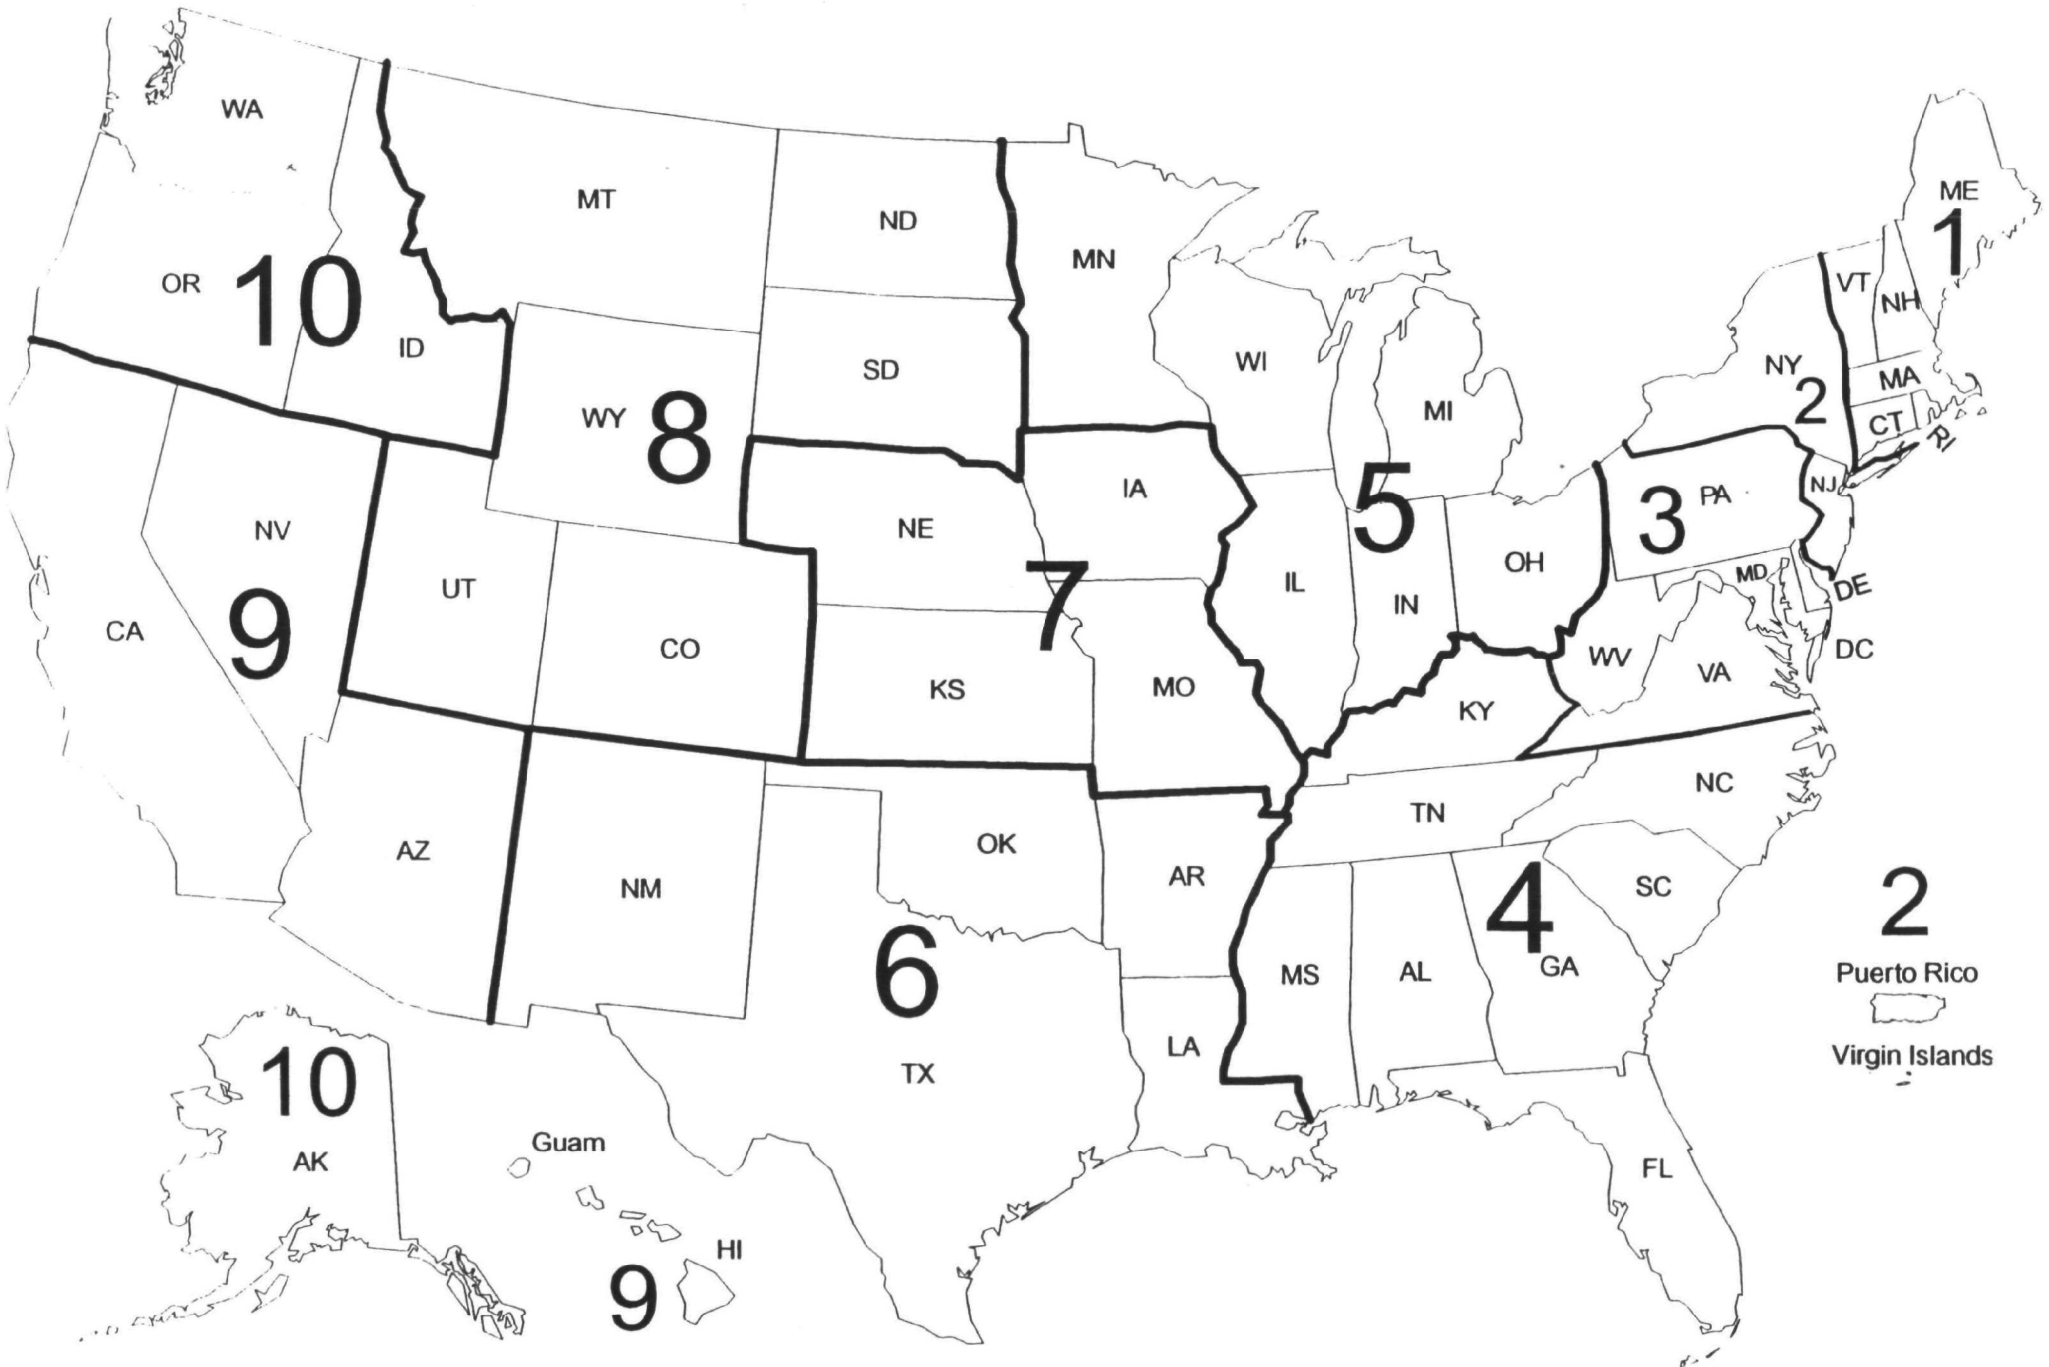 WA
MT
ND
MN
ME
1
VT
NH
OR
10
ID
SD
WI
NY
2
MA
CT
RI
WY
8
MI
IA
5
3
PA
NJ
NV
NE
7
IL
IN
OH
MD
DE
DC
CA
9
UT
CO
KS
MO
KY
WV
VA
AZ
NM
OK
AR
TN
NC
SC
6
TX
LA
MS
AL
4
GA
2
Puerto Rico
Virgin Islands
10
AK
Guam
HI
9
FL